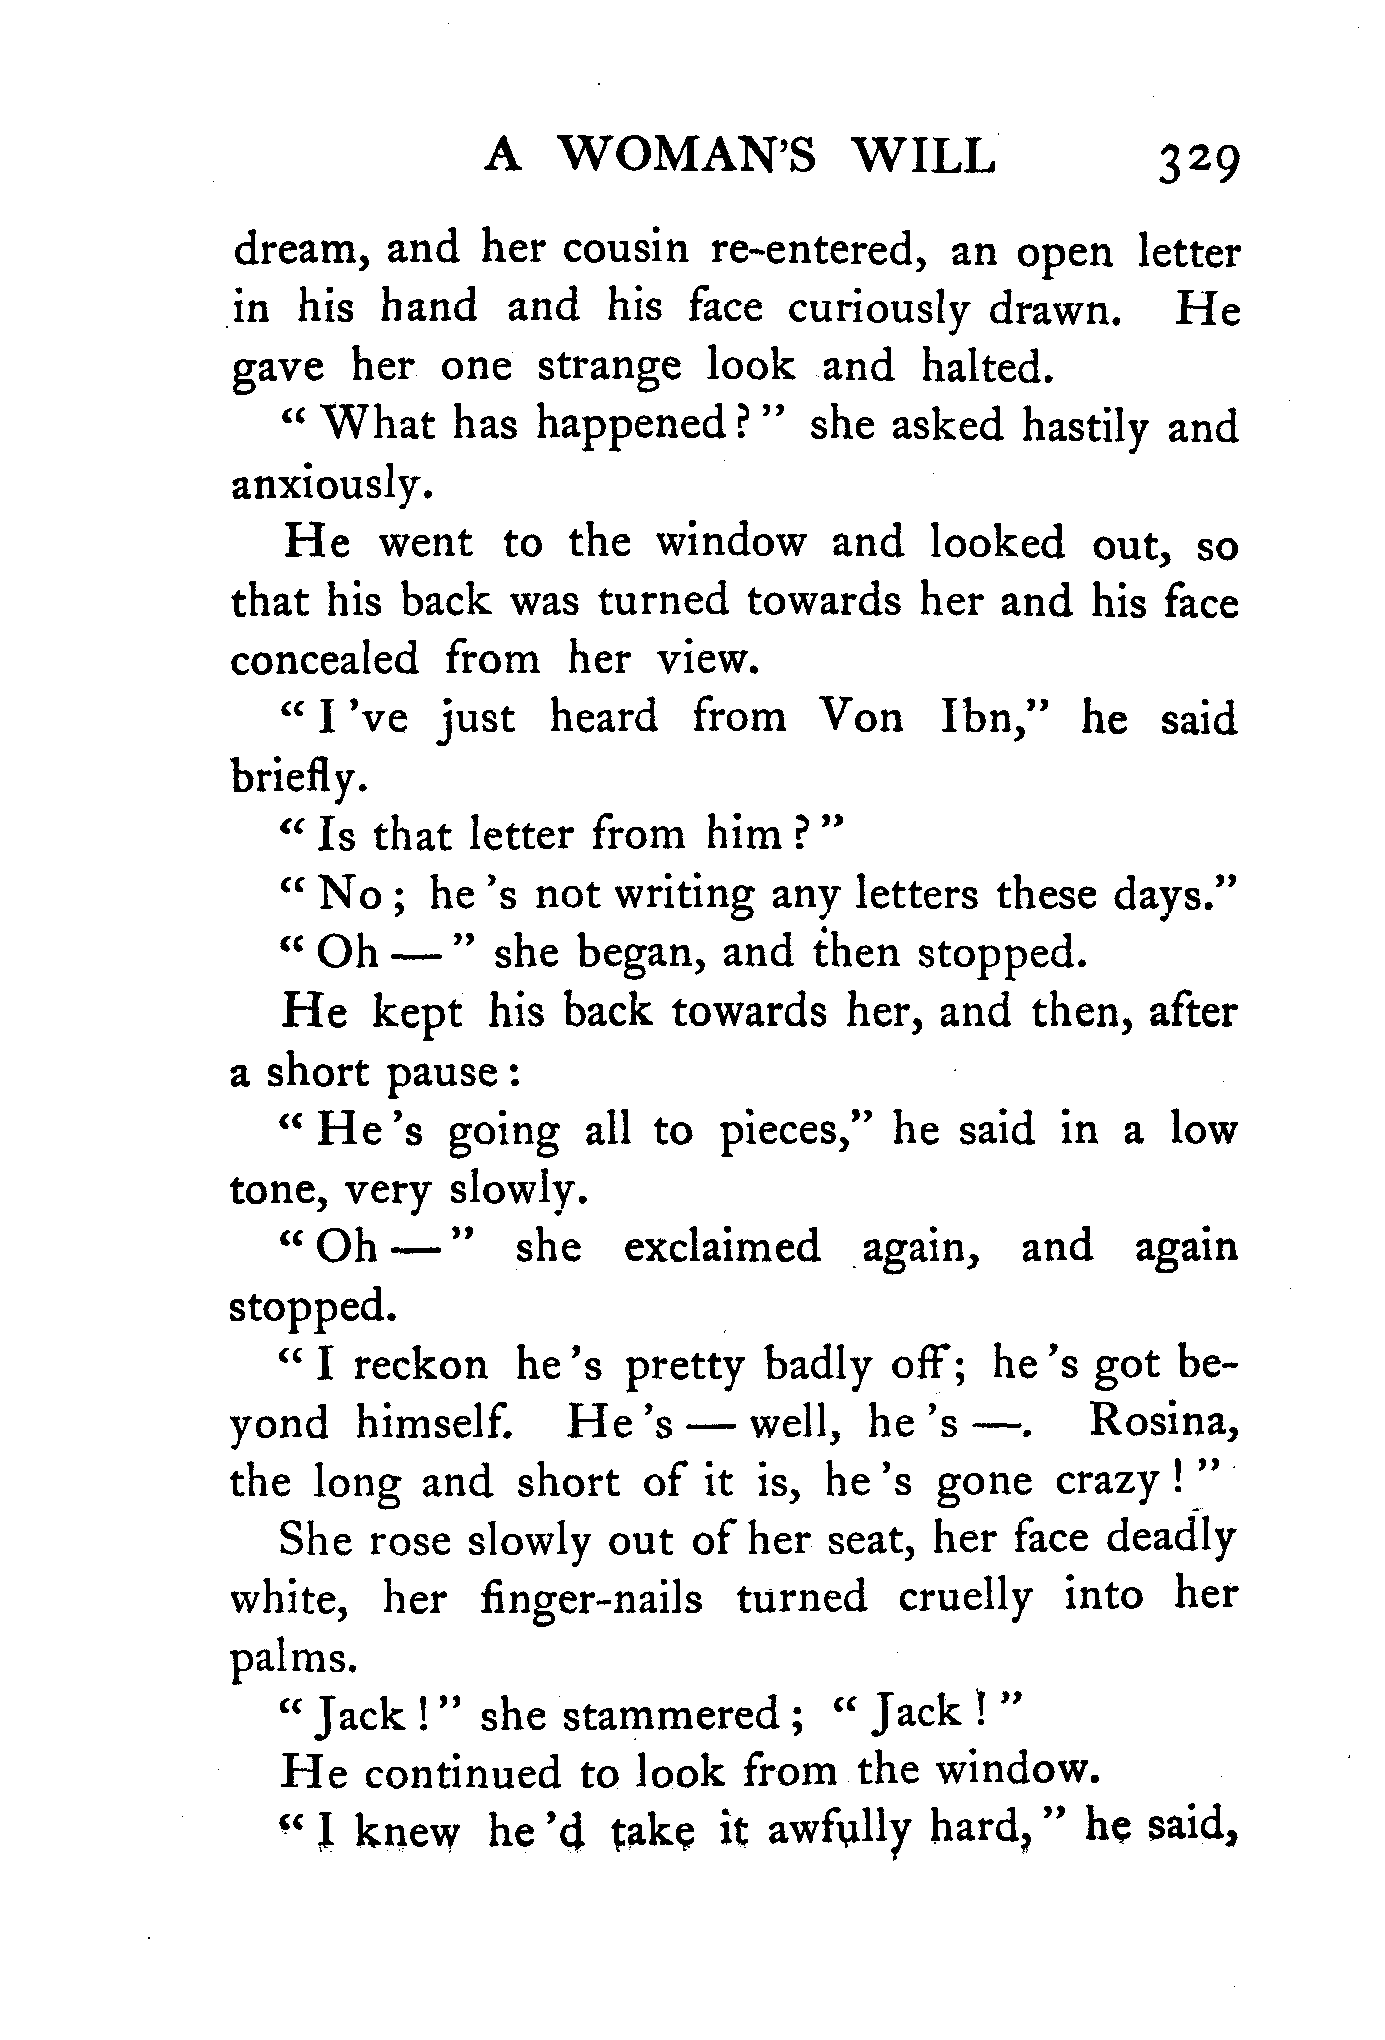 A WOMAN'S WILL 329
dream, and her cousin re-entered, an open letter
in his hand and his face curiously drawn. He
gave her one strange look and halted.
“ What has happened ? ” she asked hastily and
anxiously.
He went to the window and looked out, so
that his back was turned towards her and his face
concealed from her view.
“ I 've just heard from Von Ibn,” he said
briefly.
“ Is that letter from him ? ”
“ No ; he 's not writing any letters these days.”
“ Oh — ” she began, and then stopped.
He kept his back towards her, and then, after
a short pause :
“ He 's going all to pieces,” he said in a low
tone, very slowly.
“ Oh — ” she exclaimed again, and again
stopped.
“ I reckon he 's pretty badly off ; he 's got be-
yond himself. He 's — well, he 's —. Rosina,
the long and short of it is, he 's gone crazy ! ”
She rose slowly out of her seat, her face deadly
white, her finger-nails turned cruelly into her
palms.
“ Jack ! ” she stammered ; “ Jack ! ”
He continued to look from the window.
“ I knew he 'd take it awfully hard, ” he said,